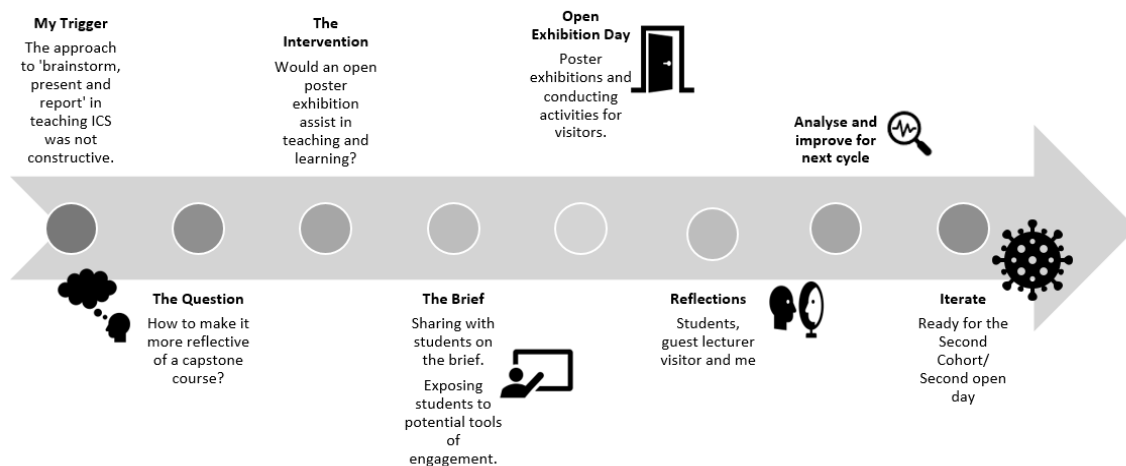 My Trigger
The approach
to 'brainstorm,
present and
report' in
teaching ICS
was not
constructive.
The Question
How to make it
more reflective
of a capstone
course?
The
Intervention
Would an open
poster
exhibition
assist in
teaching and
learning?
The Brief
Sharing with
students on
the brief.
Exposing
students to
potential tools
of
engagement.
Open
Exhibition Day
Poster
exhibitions and
conducting
activities for
visitors.
Reflections
Students,
guest lecturer
visitor and me
Analyse and
improve for
next cycle
Iterate
Ready for the
Second
Cohort/
Second open
day